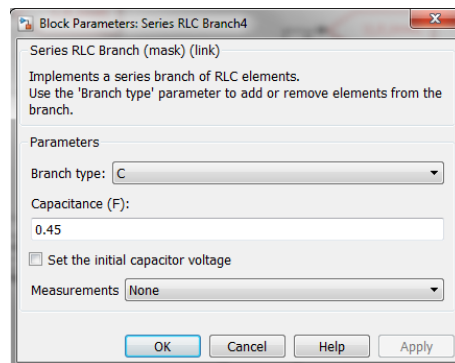 Block Parameters: Series RLC Branch4
Series RLC Branch (mask) (link)
Implements a series branch of RLC elements.
Use the 'Branch type' parameter to add or remove elements from the
branch.
Parameters
Branch type: C
Capacitance (F):
0.45
Set the initial capacitor voltage
Measurements None
OK Cancel Help Apply